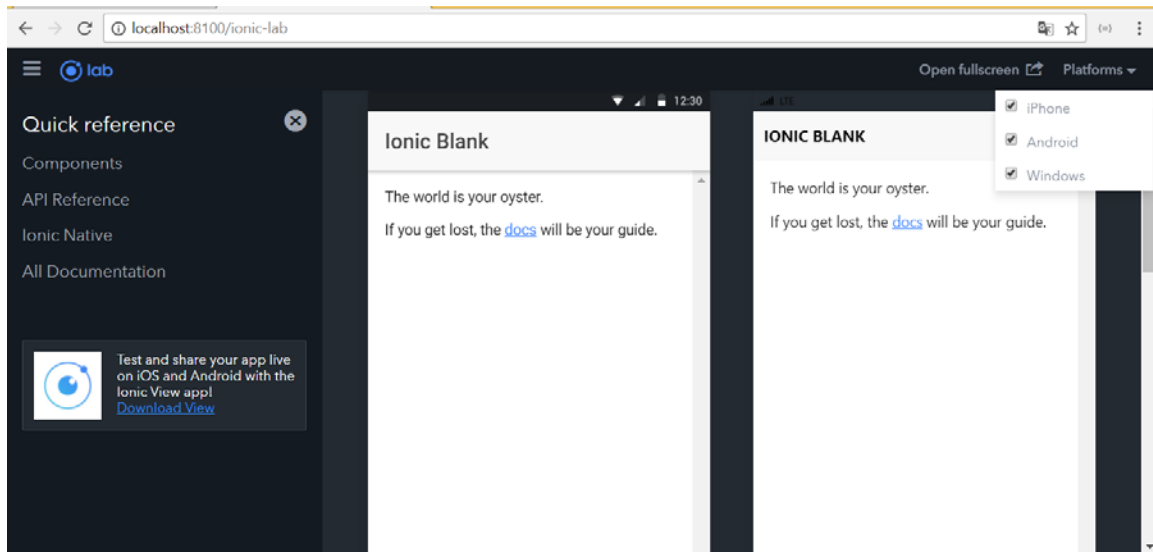 localhost:8100/ionic-lab
lab
Open fullscreen
Platforms
iPhone
Android
Windows
Quick reference
Components
API Reference
Ionic Native
All Documentation
Test and share your app live
on iOS and Android with the
Ionic View app!
Download View
12:30
Ionic Blank
The world is your oyster.
If you get lost, the docs will be your guide.
LTE
IONIC BLANK
The world is your oyster.
If you get lost, the docs will be your guide.